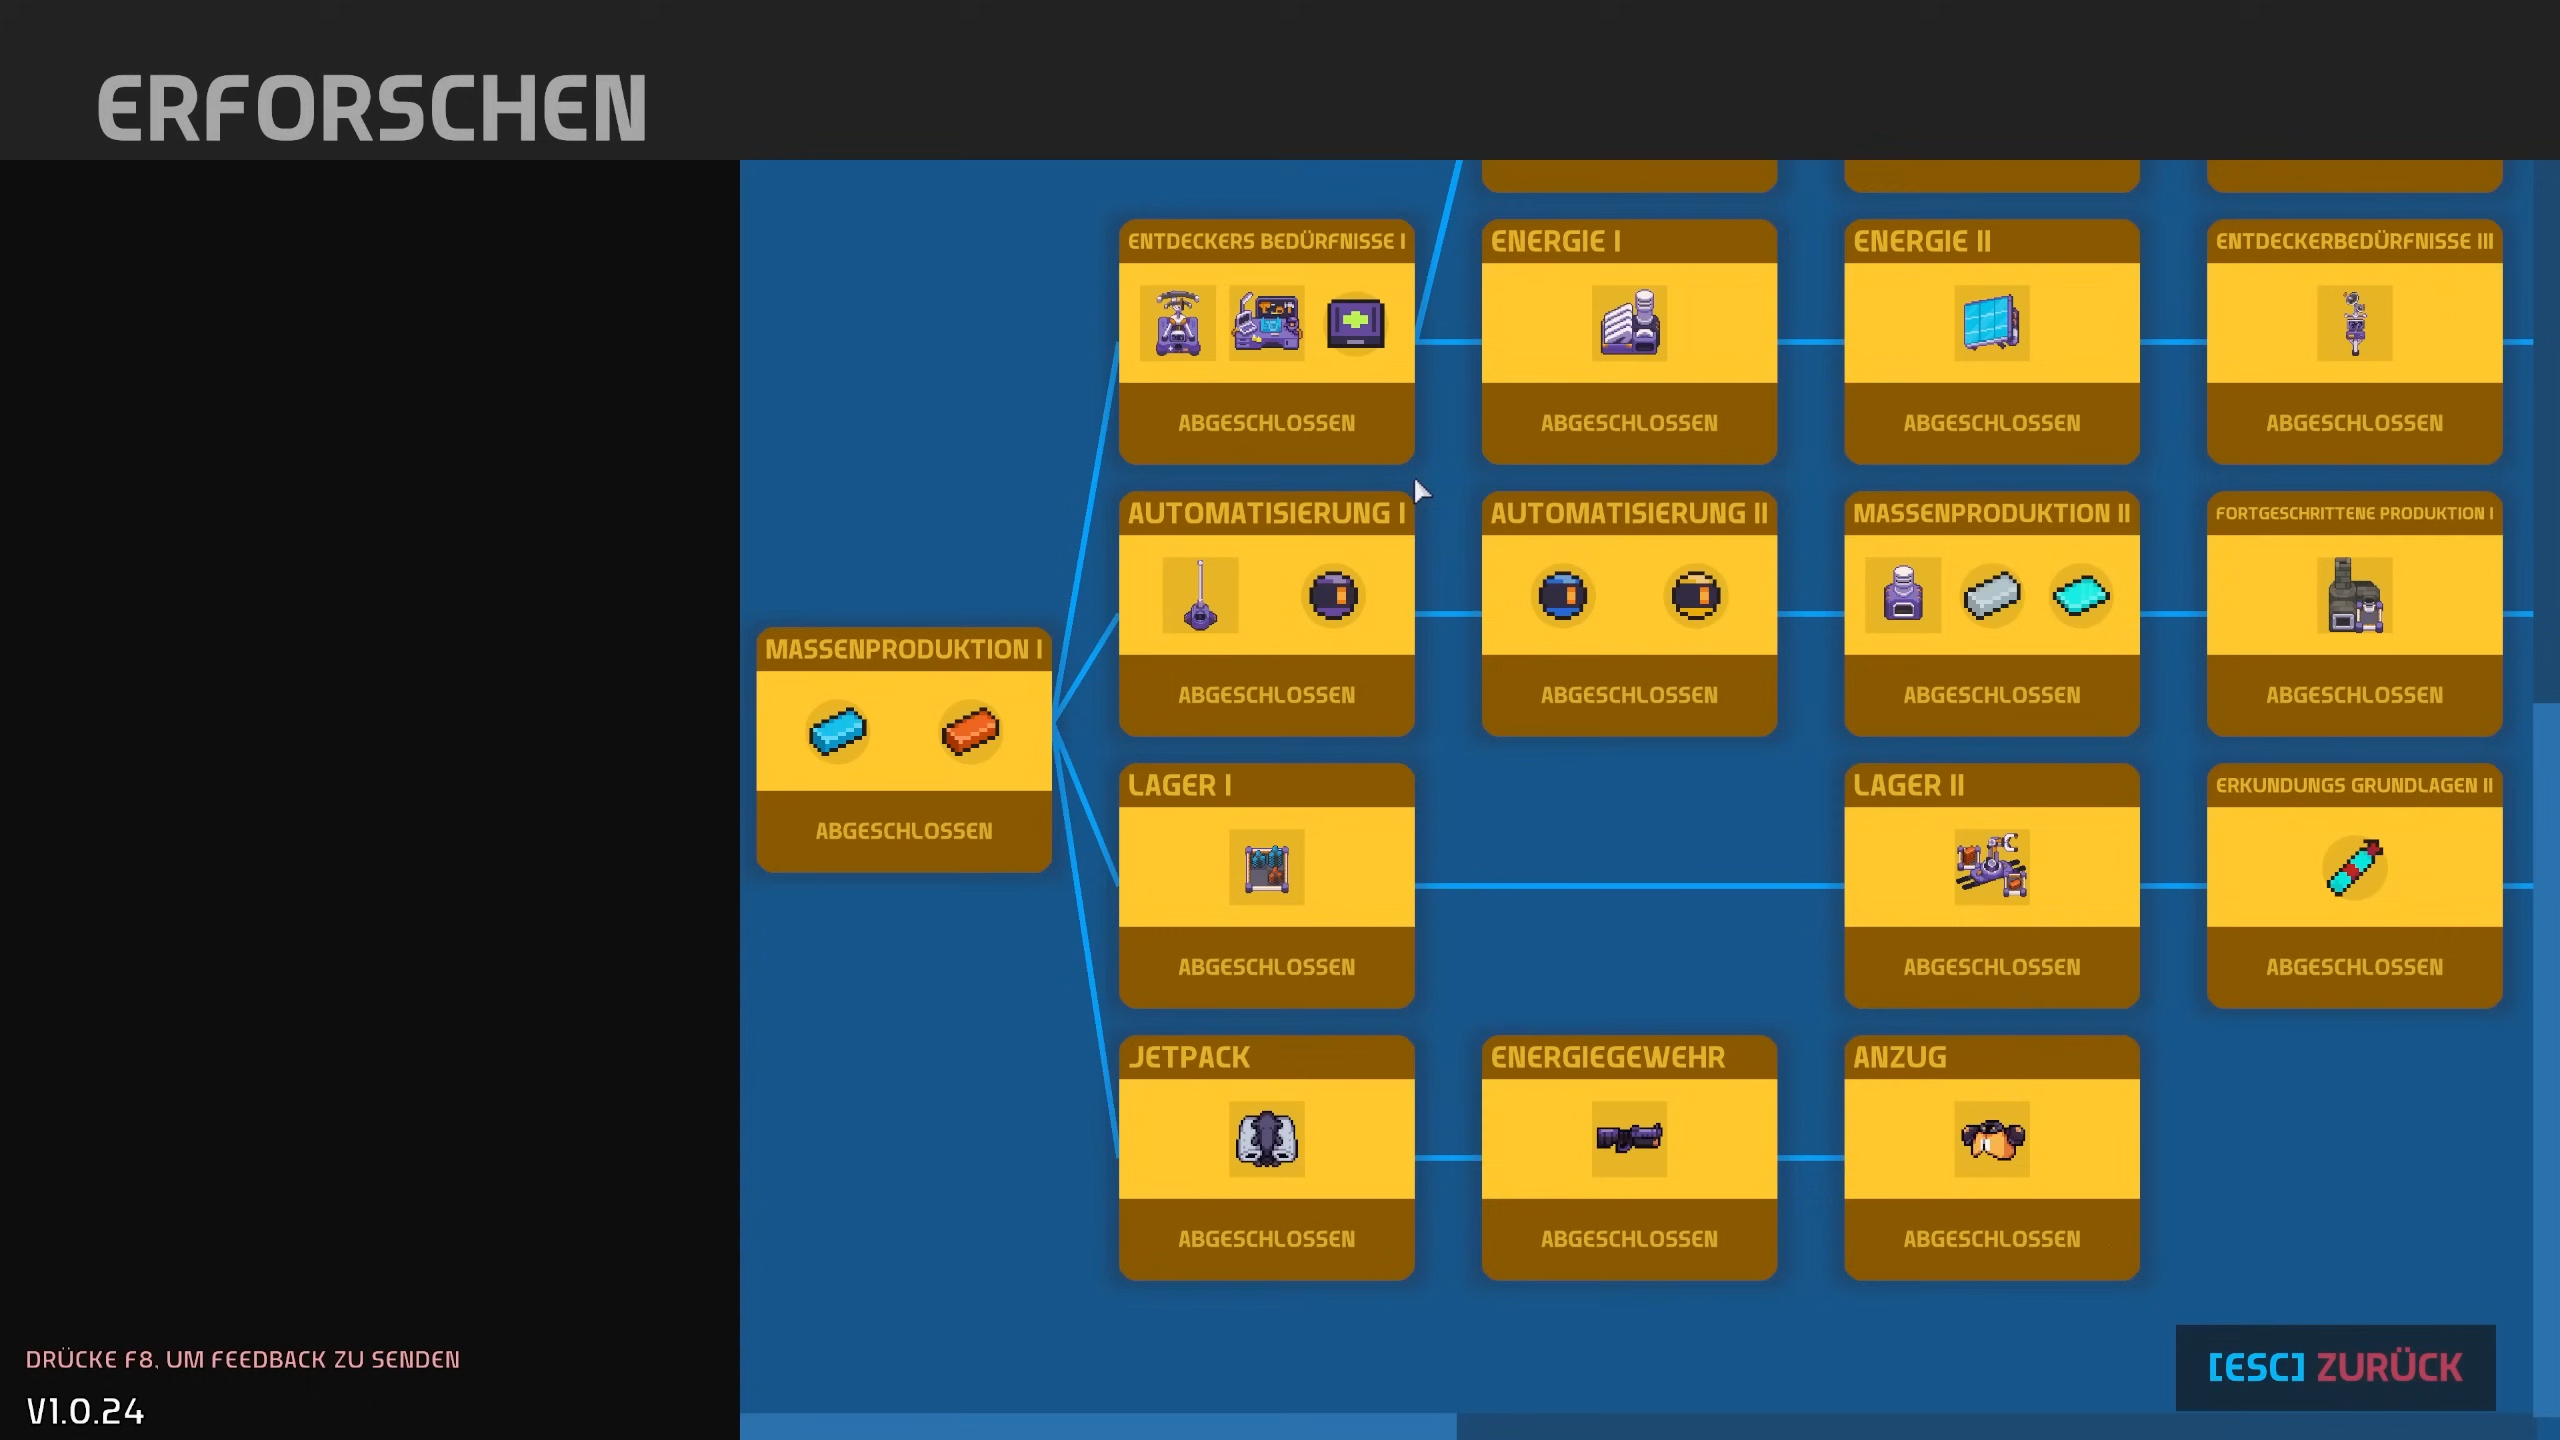 ERFORSCHEN
ENTDECKERS BEDÜRFNISSE I
ENERGIE I
ENERGIE II
ENTDECKERBEDÜRFNISSE III
ABGESCHLOSSEN
ABGESCHLOSSEN
ABGESCHLOSSEN
ABGESCHLOSSEN
AUTOMATISIERUNG I
AUTOMATISIERUNG II
MASSENPRODUKTION II
FORTGESCHRITTENE PRODUKTION I
ABGESCHLOSSEN
ABGESCHLOSSEN
ABGESCHLOSSEN
ABGESCHLOSSEN
MASSENPRODUKTION I
ABGESCHLOSSEN
LAGER I
LAGER II
ERKUNDUNGS GRUNDLAGEN II
ABGESCHLOSSEN
ABGESCHLOSSEN
ABGESCHLOSSEN
JETPACK
ENERGIEGEWEHR
ANZUG
ABGESCHLOSSEN
ABGESCHLOSSEN
ABGESCHLOSSEN
DRÜCKE F8, UM FEEDBACK ZU SENDEN
V1.0.24
[ESC] ZURÜCK